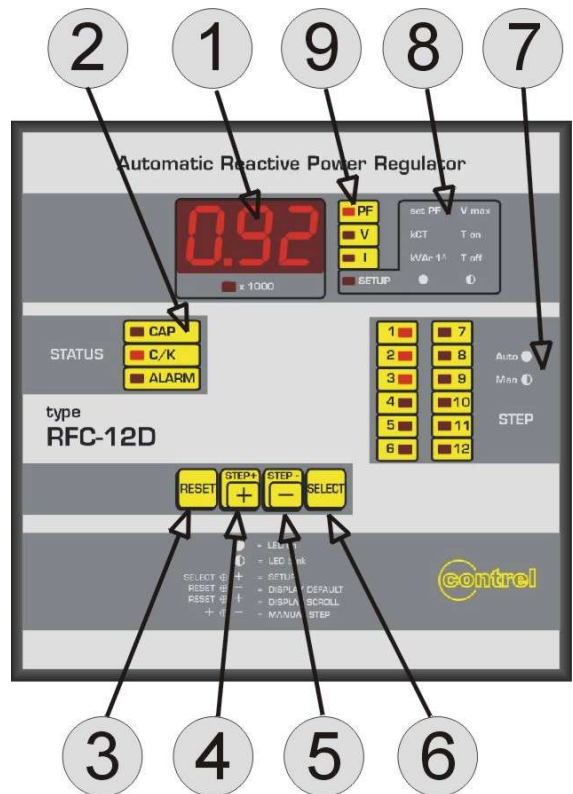 2 1 9 8 7
Automatic Reactive Power Regulator
0.92
x 1000
PF
V
I
SETUP
set PF V max
kCT T on
kVAr 1^ T off
STATUS
CAP
C/K
ALARM
1 7
2 8
3 9
4 10
5 11
6 12
Auto
Man
STEP
type
RFC-12D
RESET
STEP+
+
STEP -
−
SELECT
= LED
= LED
SELECT + = SETUP
RESET − = DISPLAY DEFAULT
RESET + = DISPLAY SCROLL
+ − = MANUAL STEP
contrel
3 4 5 6